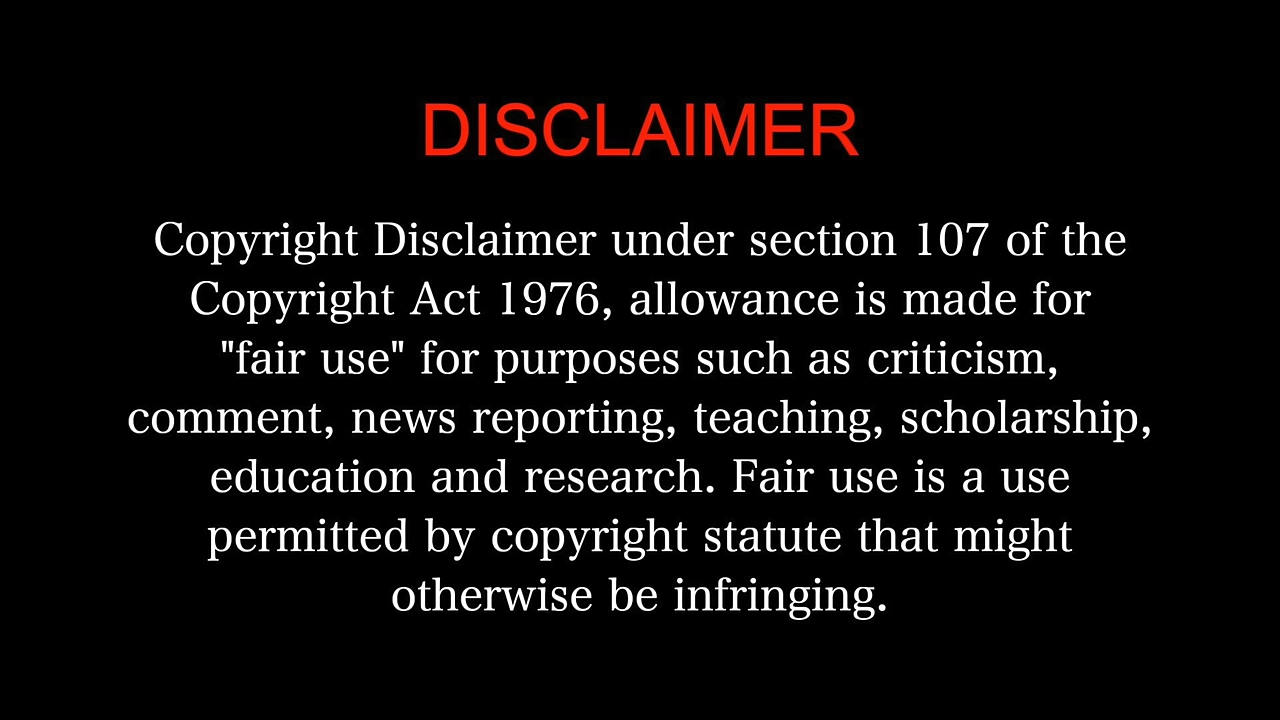 DISCLAIMER
Copyright Disclaimer under section 107 of the
Copyright Act 1976, allowance is made for
"fair use" for purposes such as criticism,
comment, news reporting, teaching, scholarship,
education and research. Fair use is a use
permitted by copyright statute that might
otherwise be infringing.